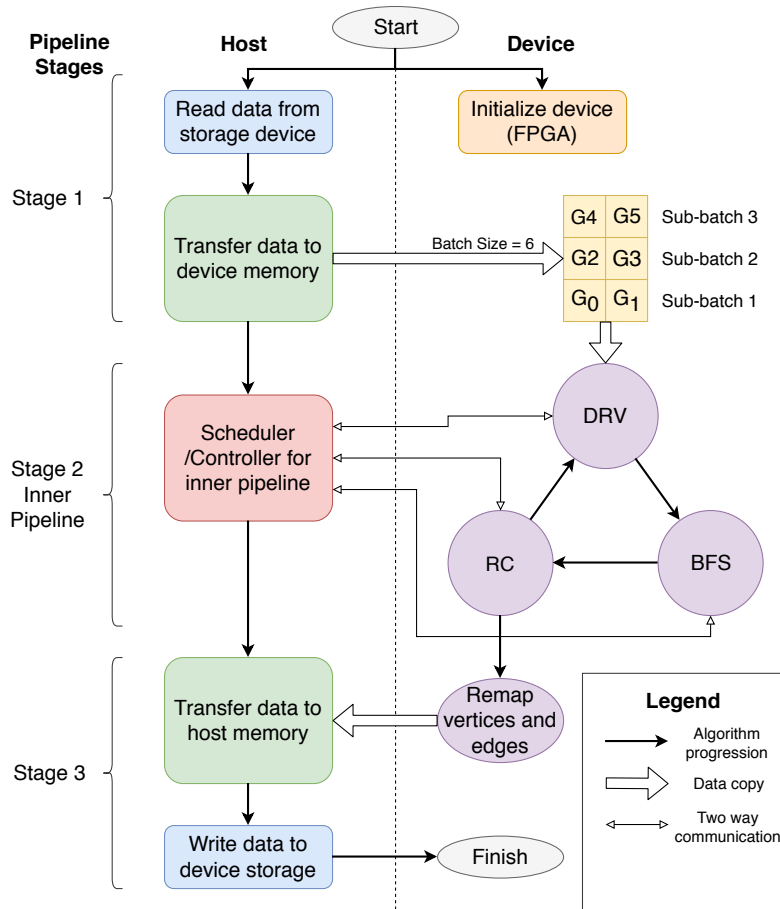 Start
Pipeline
Stages
Host
Device
Read data from
storage device
Initialize device
(FPGA)
Stage 1
Transfer data to
device memory
Batch Size = 6
G4 G5 Sub-batch 3
G2 G3 Sub-batch 2
G0 G1 Sub-batch 1
DRV
Scheduler
/Controller for
inner pipeline
Stage 2
Inner
Pipeline
RC
BFS
Transfer data to
host memory
Remap
vertices and
edges
Stage 3
Write data to
device storage
Finish
Legend
Algorithm
progression
Data copy
Two way
communication